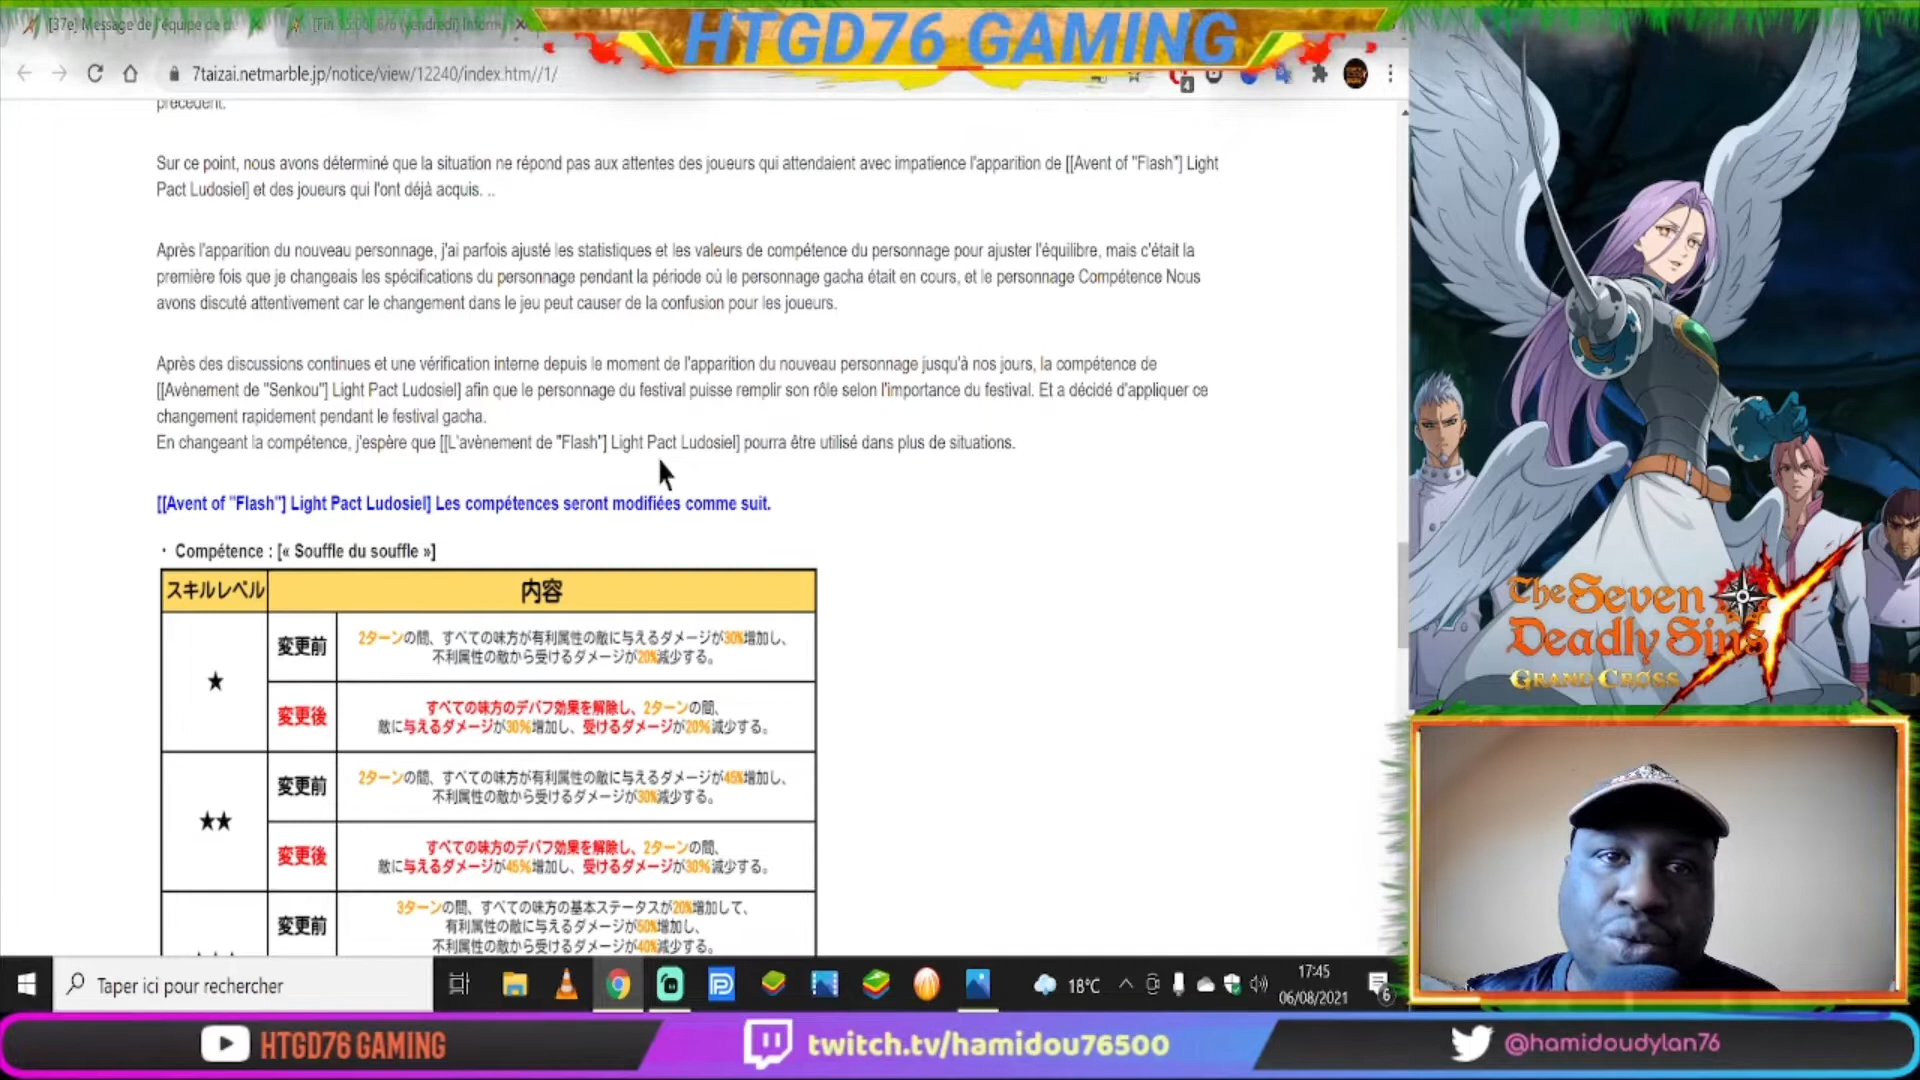 [37e] Message de l'équipe de d
HTGD76 GAMING
7taizai.netmarble.jp/notice/view/12240/index.htm//1/
4
précédent.
Sur ce point, nous avons déterminé que la situation ne répond pas aux attentes des joueurs qui attendaient avec impatience l'apparition de [[Avent of "Flash"] Light
Pact Ludosiel] et des joueurs qui l'ont déjà acquis. ..
Après l'apparition du nouveau personnage, j'ai parfois ajusté les statistiques et les valeurs de compétence du personnage pour ajuster l'équilibre, mais c'était la
première fois que je changeais les spécifications du personnage pendant la période où le personnage gacha était en cours, et le personnage Compétence Nous
avons discuté attentivement car le changement dans le jeu peut causer de la confusion pour les joueurs.
Après des discussions continues et une vérification interne depuis le moment de l'apparition du nouveau personnage jusqu'à nos jours, la compétence de
[[Avènement de "Senkou"] Light Pact Ludosiel] afin que le personnage du festival puisse remplir son rôle selon l'importance du festival. Et a décidé d'appliquer ce
changement rapidement pendant le festival gacha.
En changeant la compétence, j'espère que [[L'avènement de "Flash"] Light Pact Ludosiel] pourra être utilisé dans plus de situations.
[[Avent of "Flash"] Light Pact Ludosiel] Les compétences seront modifiées comme suit.
· Compétence : [« Souffle du souffle »]
スキルレベル 内容
★
変更前
2ターンの間、すべての味方が有利属性の敵に与えるダメージが30%増加し、
不利属性の敵から受けるダメージが20%減少する。
変更後
すべての味方のデバフ効果を解除し、2ターンの間、
敵に与えるダメージが30%増加し、受けるダメージが20%減少する。
★★
変更前
2ターンの間、すべての味方が有利属性の敵に与えるダメージが45%増加し、
不利属性の敵から受けるダメージが30%減少する。
変更後
すべての味方のデバフ効果を解除し、2ターンの間、
敵に与えるダメージが45%増加し、受けるダメージが30%減少する。
変更前
3ターンの間、すべての味方の基本ステータスが20%増加して、
有利属性の敵に与えるダメージが50%増加し、
不利属性の敵から受けるダメージが40%減少する。
The Seven
Deadly Sins
GRAND CROSS
Taper ici pour rechercher
18°C
17:45
06/08/2021
6
HTGD76 GAMING
twitch.tv/hamidou76500
@hamidoudylan76